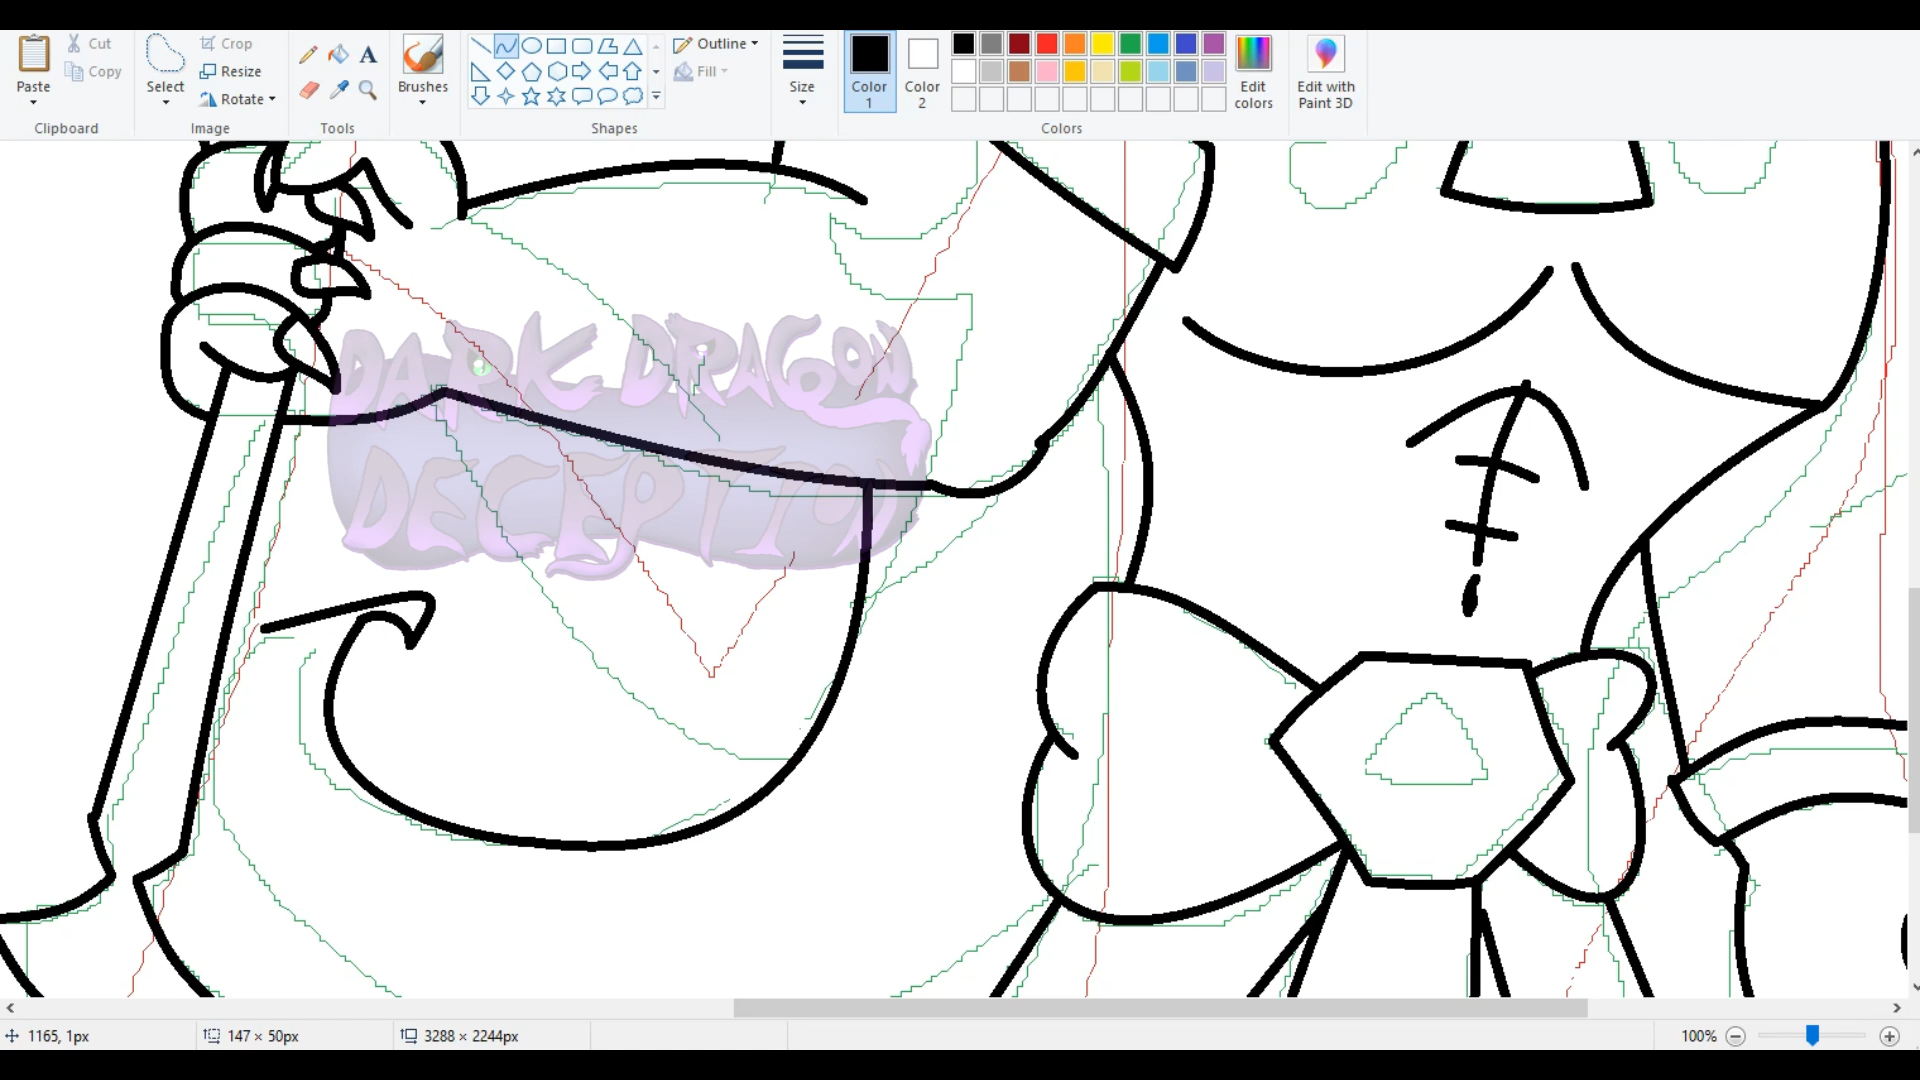 Paste
Cut
Copy
Clipboard
Select
Crop
Resize
Rotate
Image
A
Tools
Brushes
Shapes
Outline
Fill
Size
Color 1
Color 2
Colors
Edit colors
Edit with Paint 3D
DARK DRAGON
DECEPTION
1165, 1px
147 × 50px
3288 × 2244px
100%